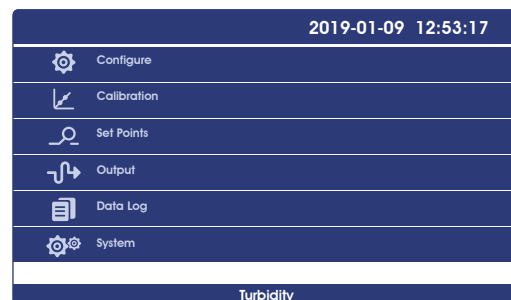 2019-01-09 12:53:17
Configure
Calibration
Set Points
Output
Data Log
System
Turbidity